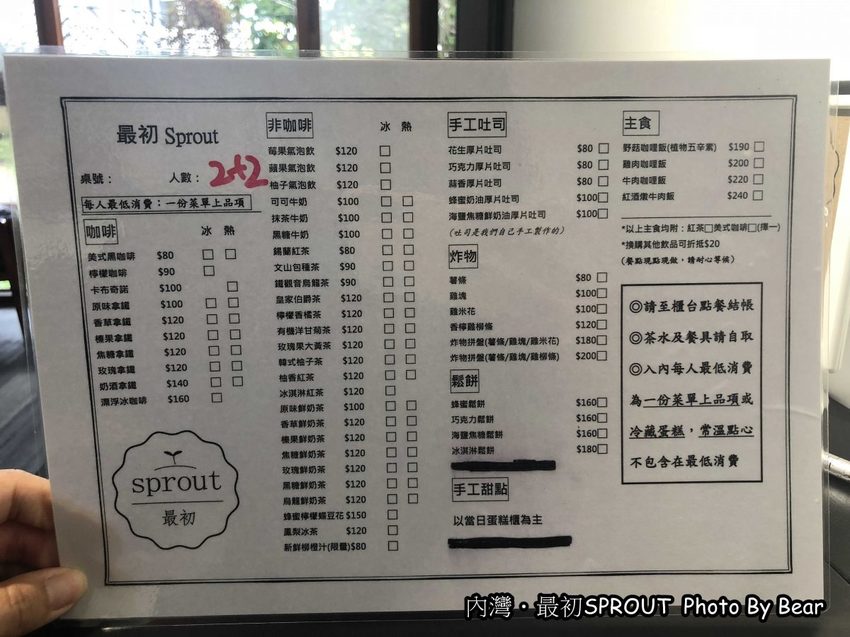 最初 Sprout
桌號： 人數： 2+2
每人最低消費：一份菜單上品項
咖啡 冰 熱
美式黑咖啡 $80 □ □
檸檬咖啡 $90 □
卡布奇諾 $100 □
原味拿鐵 $100 □ □
香草拿鐵 $120 □ □
榛果拿鐵 $120 □ □
焦糖拿鐵 $120 □ □
玫瑰拿鐵 $120 □ □
奶酒拿鐵 $140 □ □
漂浮冰咖啡 $160 □
sprout
最初
非咖啡 冰 熱
莓果氣泡飲 $120 □
蘋果氣泡飲 $120 □
柚子氣泡飲 $120 □
可可牛奶 $100 □ □
抹茶牛奶 $100 □ □
黑糖牛奶 $100 □ □
錫蘭紅茶 $80 □ □
文山包種茶 $90 □ □
鐵觀音烏龍茶 $90 □ □
皇家伯爵茶 $120 □ □
檸檬香橘茶 $120 □ □
有機洋甘菊茶 $120 □ □
玫瑰果大黃茶 $120 □ □
韓式柚子茶 $120 □ □
柚香紅茶 $120 □ □
冰淇淋紅茶 $120 □
原味鮮奶茶 $100 □ □
香草鮮奶茶 $120 □ □
榛果鮮奶茶 $120 □ □
焦糖鮮奶茶 $120 □ □
玫瑰鮮奶茶 $120 □ □
黑糖鮮奶茶 $120 □ □
烏龍鮮奶茶 $120 □ □
蜂蜜檸檬蝶豆花 $150 □
鳳梨冰茶 $120 □
新鮮柳橙汁(限量) $80 □
手工吐司
花生厚片吐司 $80 □
巧克力厚片吐司 $80 □
蒜香厚片吐司 $80 □
蜂蜜奶油厚片吐司 $100 □
海鹽焦糖鮮奶油厚片吐司 $100 □
(吐司是我們自己手工製作的)
炸物
薯條 $80 □
雞塊 $100 □
雞米花 $100 □
香檸雞柳條 $120 □
炸物拼盤(薯條/雞塊/雞米花) $180 □
炸物拼盤(薯條/雞塊/雞柳條) $200 □
鬆餅
蜂蜜鬆餅 $160 □
巧克力鬆餅 $160 □
海鹽焦糖鬆餅 $160 □
冰淇淋鬆餅 $180 □
手工甜點
以當日蛋糕櫃為主
主食
野菇咖哩飯(植物五辛素) $190 □
雞肉咖哩飯 $200 □
牛肉咖哩飯 $220 □
紅酒燉牛肉飯 $240 □
*以上主食均附：紅茶□美式咖啡□(擇一)
*換購其他飲品可折抵$20
(餐點現點現做，請耐心等候)
◎請至櫃台點餐結帳
◎茶水及餐具請自取
◎入內每人最低消費
為一份菜單上品項或
冷藏蛋糕，常溫點心
不包含在最低消費
內灣・最初SPROUT Photo By Bear